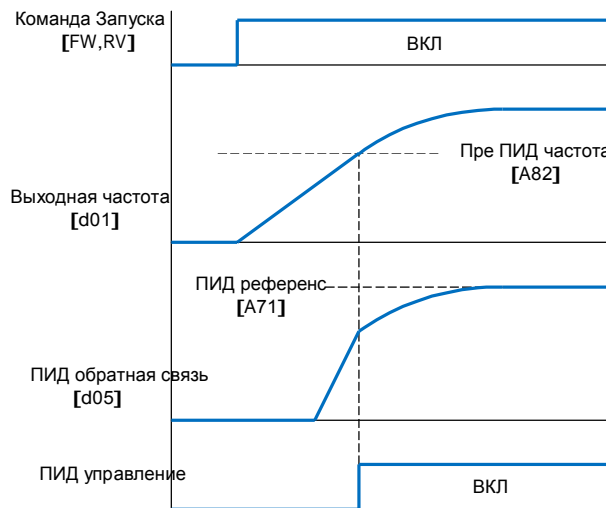 Команда Запуска
[FW,RV]
ВКЛ
Пре ПИД частота
[A82]
Выходная частота
[d01]
ПИД референс
[A71]
ПИД обратная связь
[d05]
ПИД управление
ВКЛ